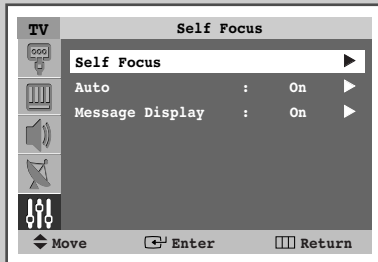 TV Self Focus
Self Focus
Auto : On
Message Display : On
Move Enter Return